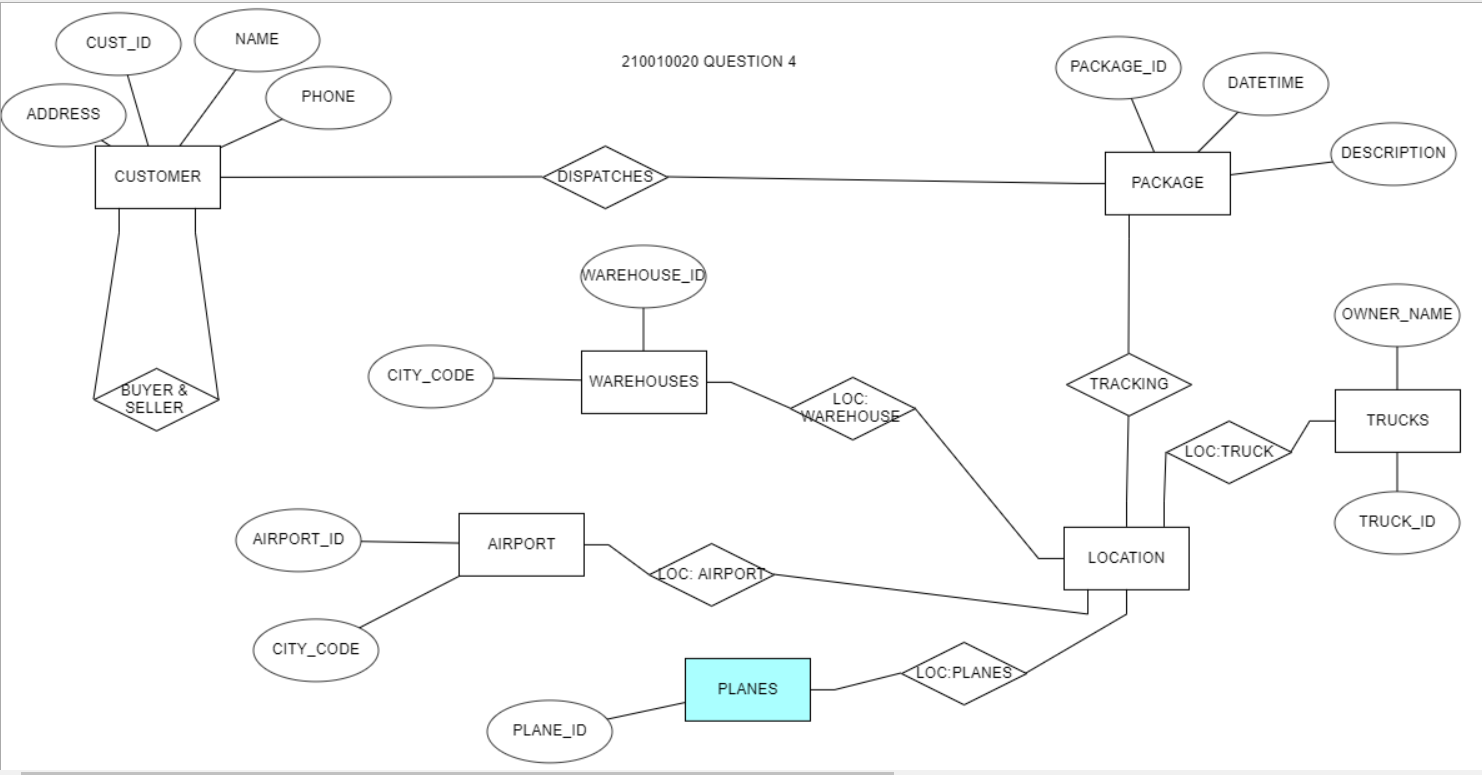 CUST_ID
NAME
210010020 QUESTION 4
PACKAGE_ID
DATETIME
PHONE
ADDRESS
DESCRIPTION
CUSTOMER
DISPATCHES
PACKAGE
WAREHOUSE_ID
OWNER_NAME
CITY_CODE
WAREHOUSES
BUYER &
SELLER
LOC:
WAREHOUSE
TRACKING
TRUCKS
LOC:TRUCK
TRUCK_ID
AIRPORT_ID
AIRPORT
LOC: AIRPORT
LOCATION
CITY_CODE
LOC:PLANES
PLANES
PLANE_ID